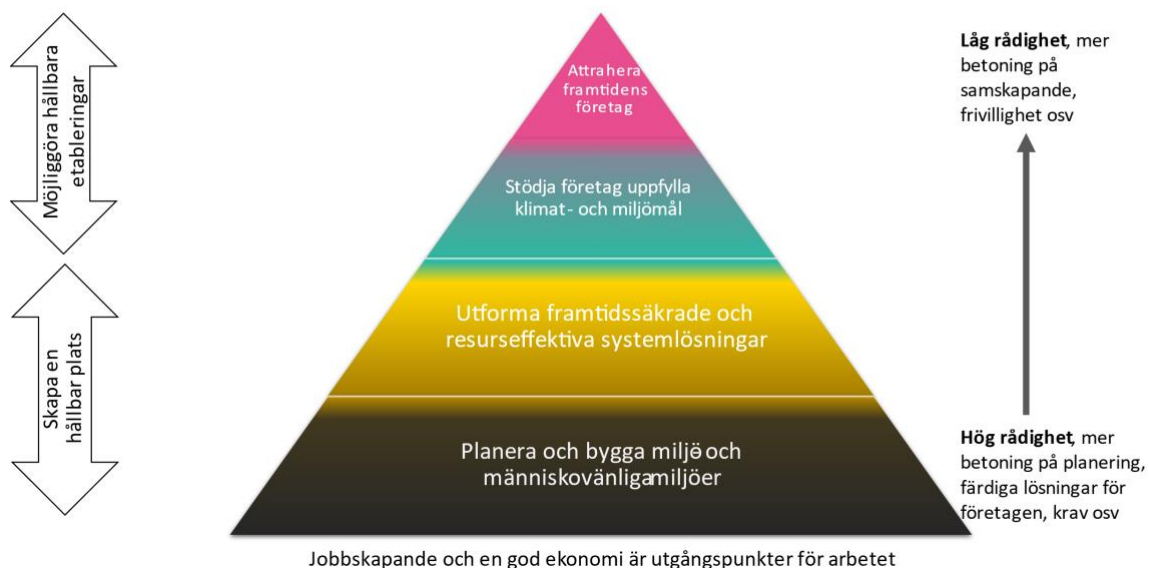 Möjliggöra hållbara
etableringar
Skapa en
hållbar plats
Attrahera
framtidens
företag
Stödja företag uppfylla
klimat- och miljömål
Utforma framtidssäkrade och
resurseffektiva systemlösningar
Planera och bygga miljö- och
människovänliga miljöer
Låg rådighet, mer
betoning på
samskapande,
frivillighet osv
Hög rådighet, mer
betoning på planering,
färdiga lösningar för
företagen, krav osv
Jobbskapande och en god ekonomi är utgångspunkter för arbetet